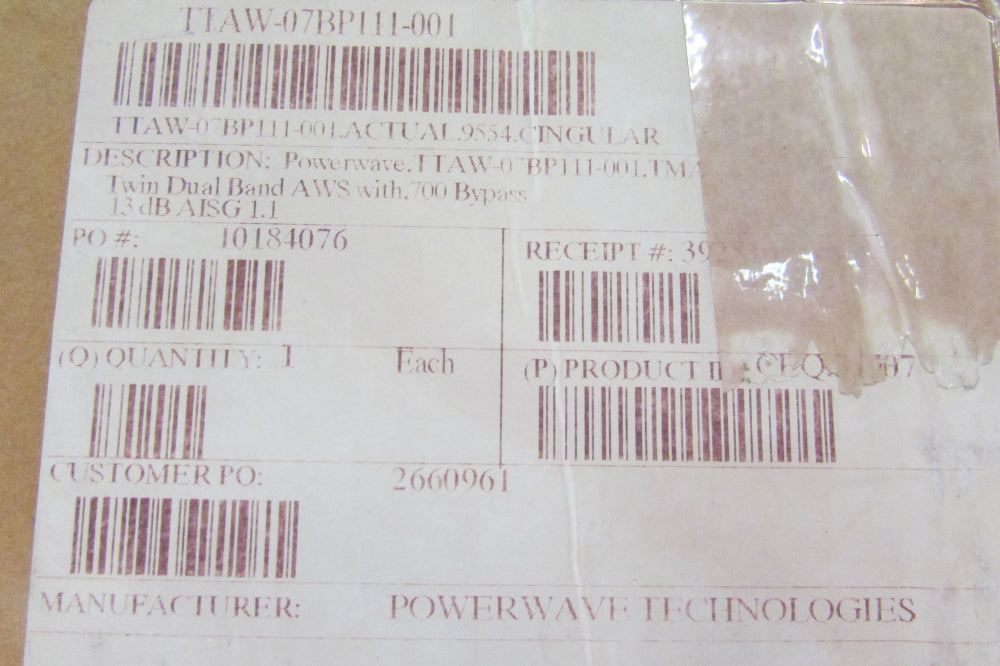 TTAW-07BP111-001
TTAW-07BP111-001.ACTUAL.9554.CINGULAR
DESCRIPTION: Powerwave.TTAW-07BP111-001.TMA
Twin Dual Band AWS with.700 Bypass
13 dB AISG 1.1
PO #: 10184076
RECEIPT #:
(Q) QUANTITY: 1 Each
(P) PRODUCT
CUSTOMER PO: 2660961
MANUFACTURER: POWERWAVE TECHNOLOGIES